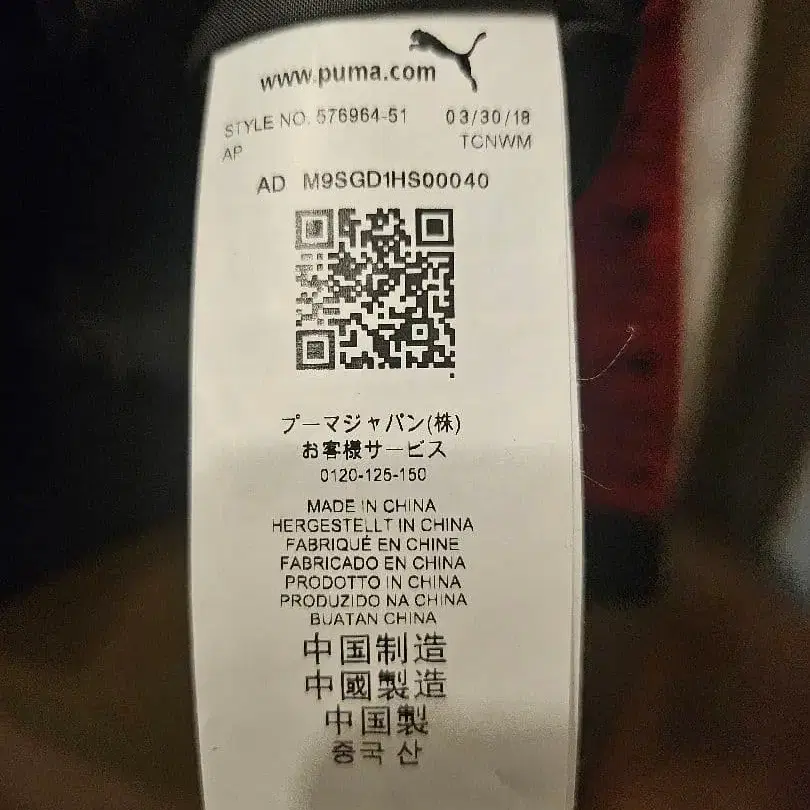 www.puma.com
STYLE NO. 576964-51 03/30/18
AP TCNWM
AD M9SGD1HS00040
プーマジャパン(株)
お客様サービス
0120-125-150
MADE IN CHINA
HERGESTELLT IN CHINA
FABRIQUÉ EN CHINE
FABRICADO EN CHINA
PRODOTTO IN CHINA
PRODUZIDO NA CHINA
BUATAN CHINA
中国制造
中國製造
中国製
중국 산